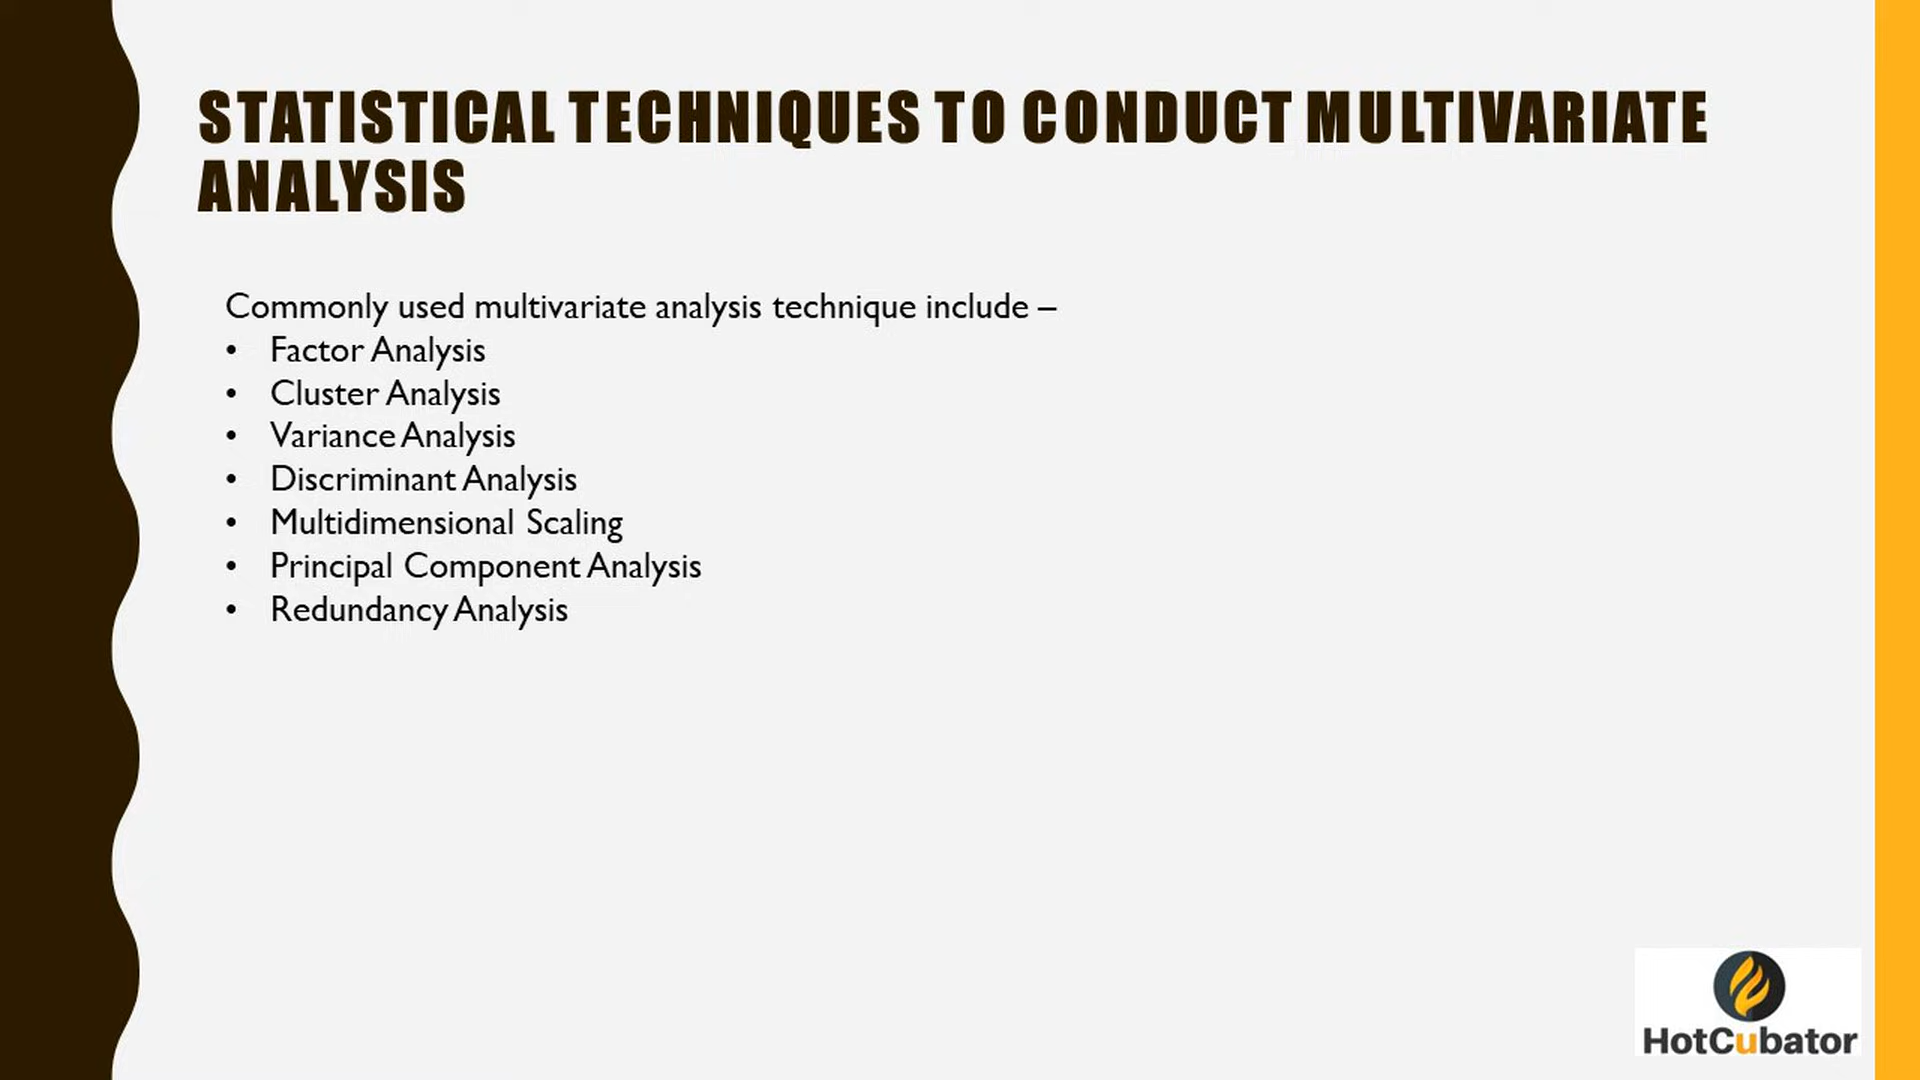 STATISTICAL TECHNIQUES TO CONDUCT MULTIVARIATE
ANALYSIS
Commonly used multivariate analysis technique include –
• Factor Analysis
• Cluster Analysis
• Variance Analysis
• Discriminant Analysis
• Multidimensional Scaling
• Principal Component Analysis
• Redundancy Analysis
HotCubator